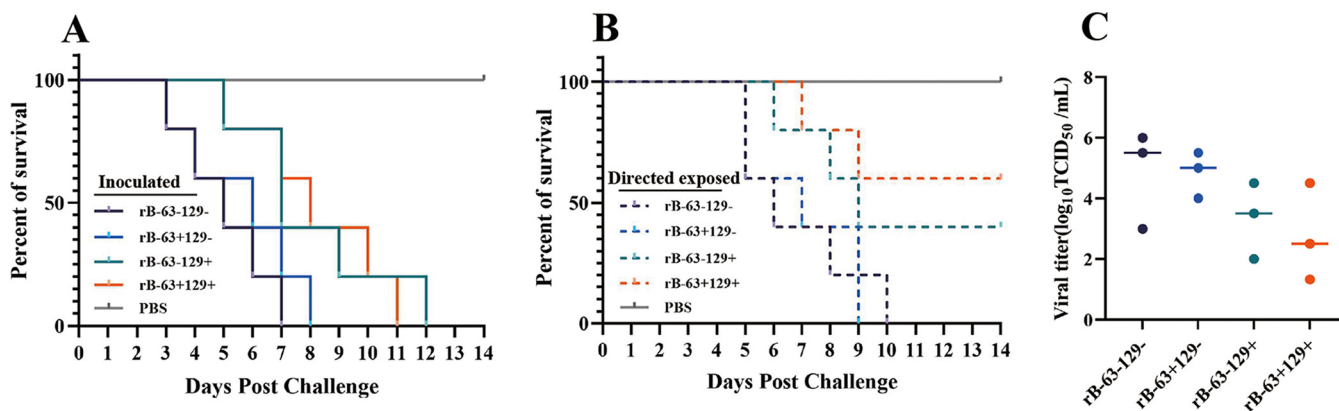 A
Percent of survival
100
50
0
Inoculated
rB-63-129-
rB-63+129-
rB-63-129+
rB-63+129+
PBS
0 1 2 3 4 5 6 7 8 9 10 11 12 13 14
Days Post Challenge
B
Percent of survival
100
50
0
Directed exposed
rB-63-129-
rB-63+129-
rB-63-129+
rB-63+129+
PBS
0 1 2 3 4 5 6 7 8 9 10 11 12 13 14
Days Post Challenge
C
Viral titer(log₁₀TCID₅₀ /mL)
8
6
4
2
0
rB-63-129-
rB-63+129-
rB-63-129+
rB-63+129+